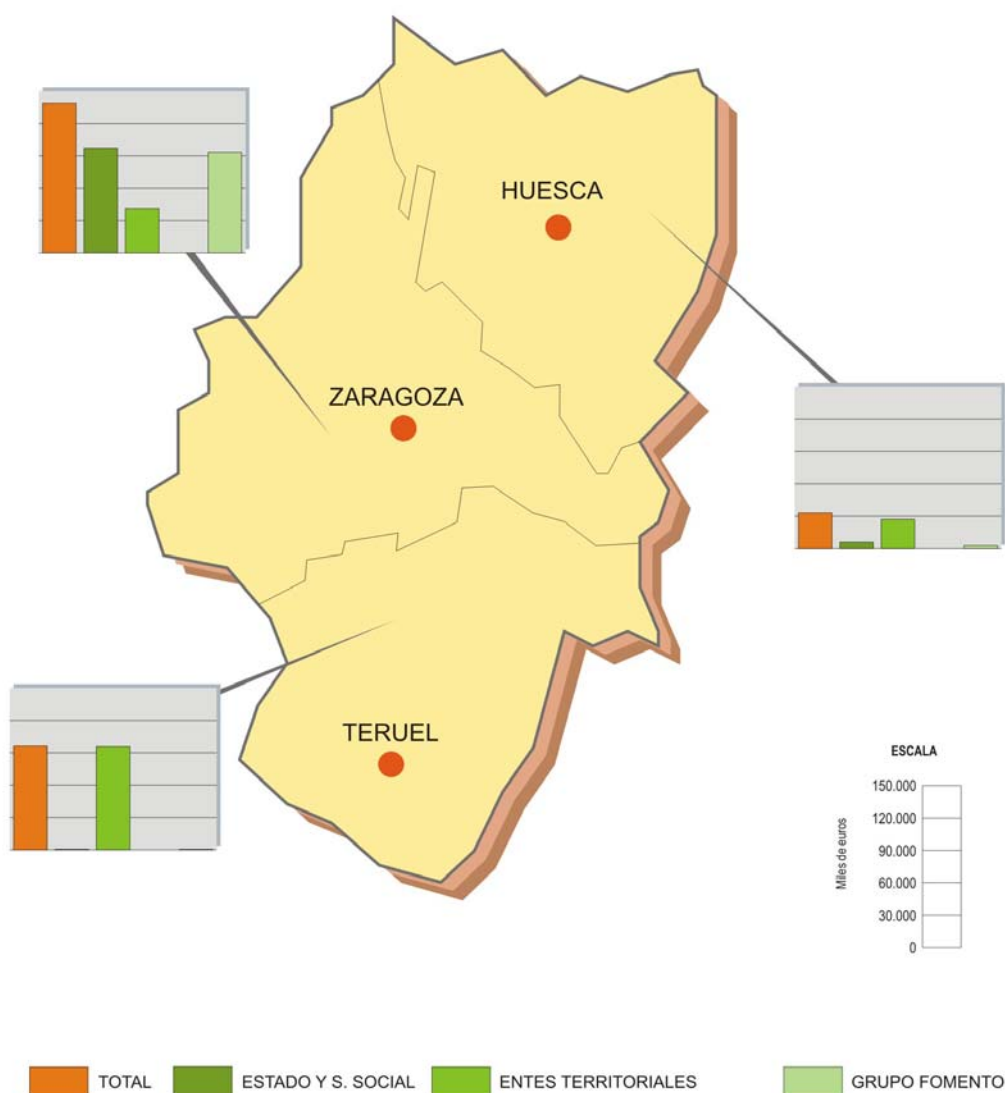 HUESCA
ZARAGOZA
TERUEL
ESCALA
150.000
120.000
90.000
60.000
30.000
0
Miles de euros
TOTAL
ESTADO Y S. SOCIAL
ENTES TERRITORIALES
GRUPO FOMENTO